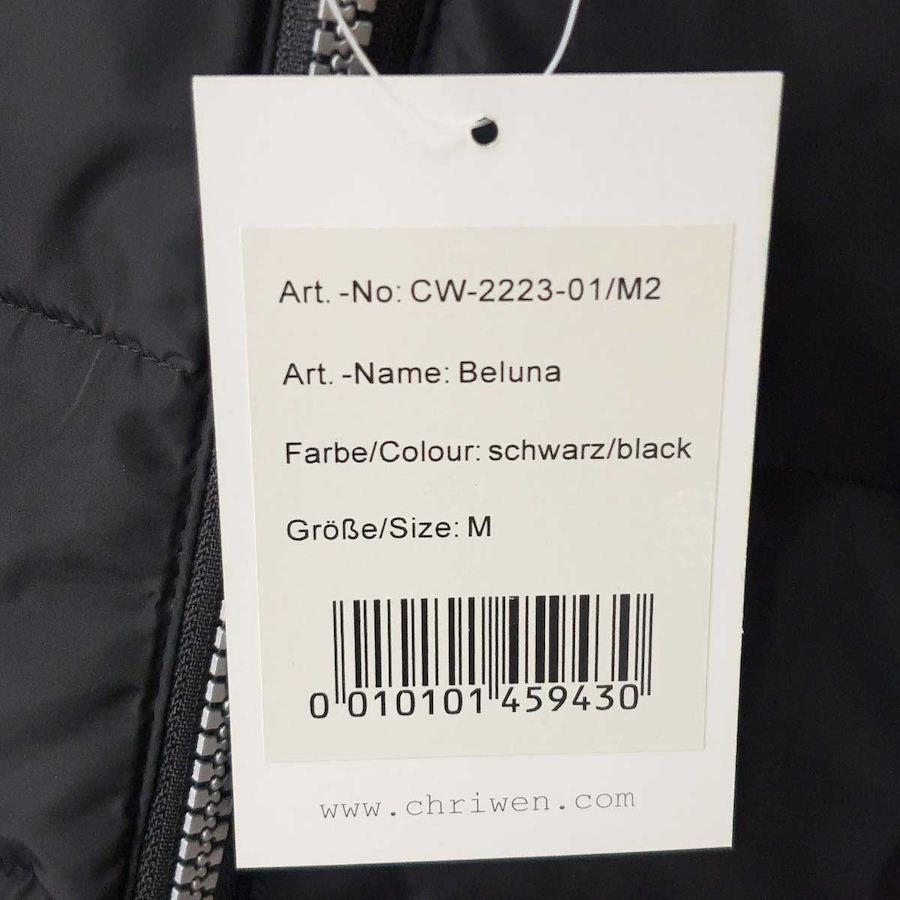 Art. -No: CW-2223-01/M2
Art. -Name: Beluna
Farbe/Colour: schwarz/black
Größe/Size: M
0 010101 459430
www.chriwen.com